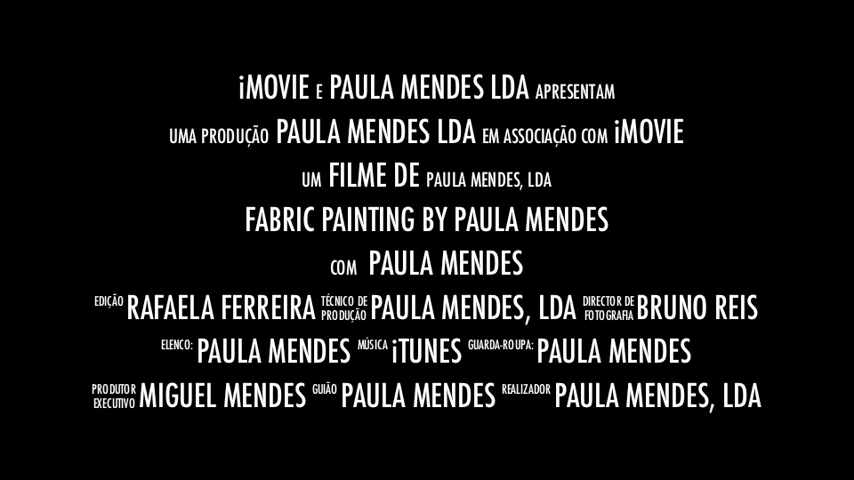 iMOVIE E PAULA MENDES LDA APRESENTAM
UMA PRODUÇÃO PAULA MENDES LDA EM ASSOCIAÇÃO COM iMOVIE
UM FILME DE PAULA MENDES, LDA
FABRIC PAINTING BY PAULA MENDES
COM PAULA MENDES
EDIÇÃO RAFAELA FERREIRA TÉCNICO DE PRODUÇÃO PAULA MENDES, LDA DIRECTOR DE FOTOGRAFIA BRUNO REIS
ELENCO: PAULA MENDES MÚSICA iTUNES GUARDA-ROUPA: PAULA MENDES
PRODUTOR EXECUTIVO MIGUEL MENDES GUIÃO PAULA MENDES REALIZADOR PAULA MENDES, LDA